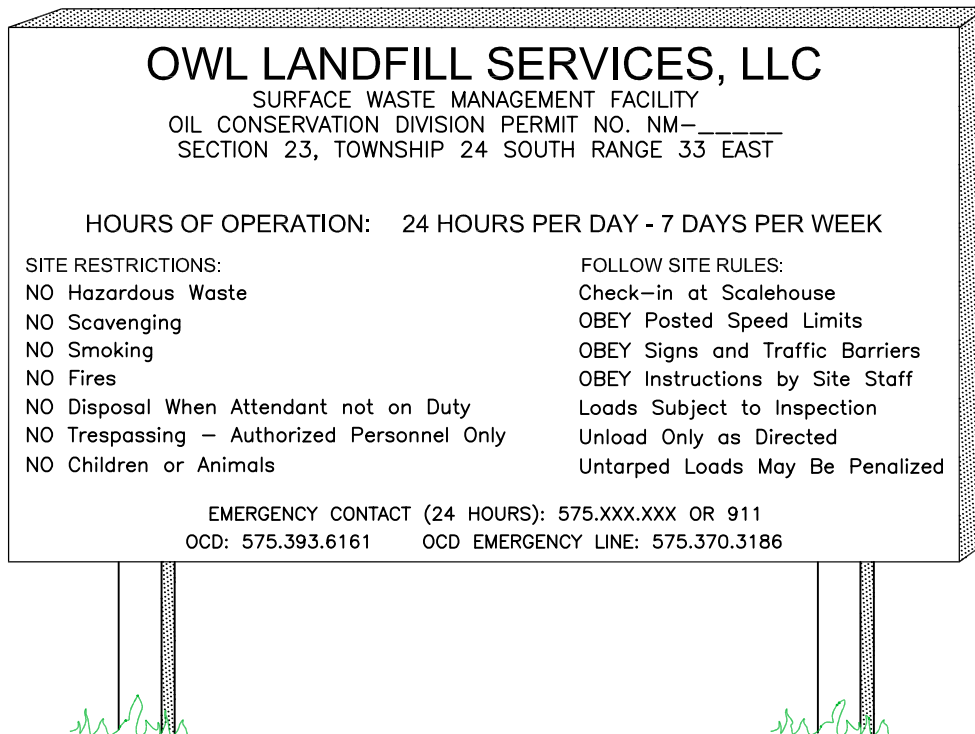 OWL LANDFILL SERVICES, LLC
SURFACE WASTE MANAGEMENT FACILITY
OIL CONSERVATION DIVISION PERMIT NO. NM-_____
SECTION 23, TOWNSHIP 24 SOUTH RANGE 33 EAST
HOURS OF OPERATION: 24 HOURS PER DAY - 7 DAYS PER WEEK
SITE RESTRICTIONS:
NO Hazardous Waste
NO Scavenging
NO Smoking
NO Fires
NO Disposal When Attendant not on Duty
NO Trespassing – Authorized Personnel Only
NO Children or Animals
FOLLOW SITE RULES:
Check-in at Scalehouse
OBEY Posted Speed Limits
OBEY Signs and Traffic Barriers
OBEY Instructions by Site Staff
Loads Subject to Inspection
Unload Only as Directed
Untarped Loads May Be Penalized
EMERGENCY CONTACT (24 HOURS): 575.XXX.XXX OR 911
OCD: 575.393.6161 OCD EMERGENCY LINE: 575.370.3186